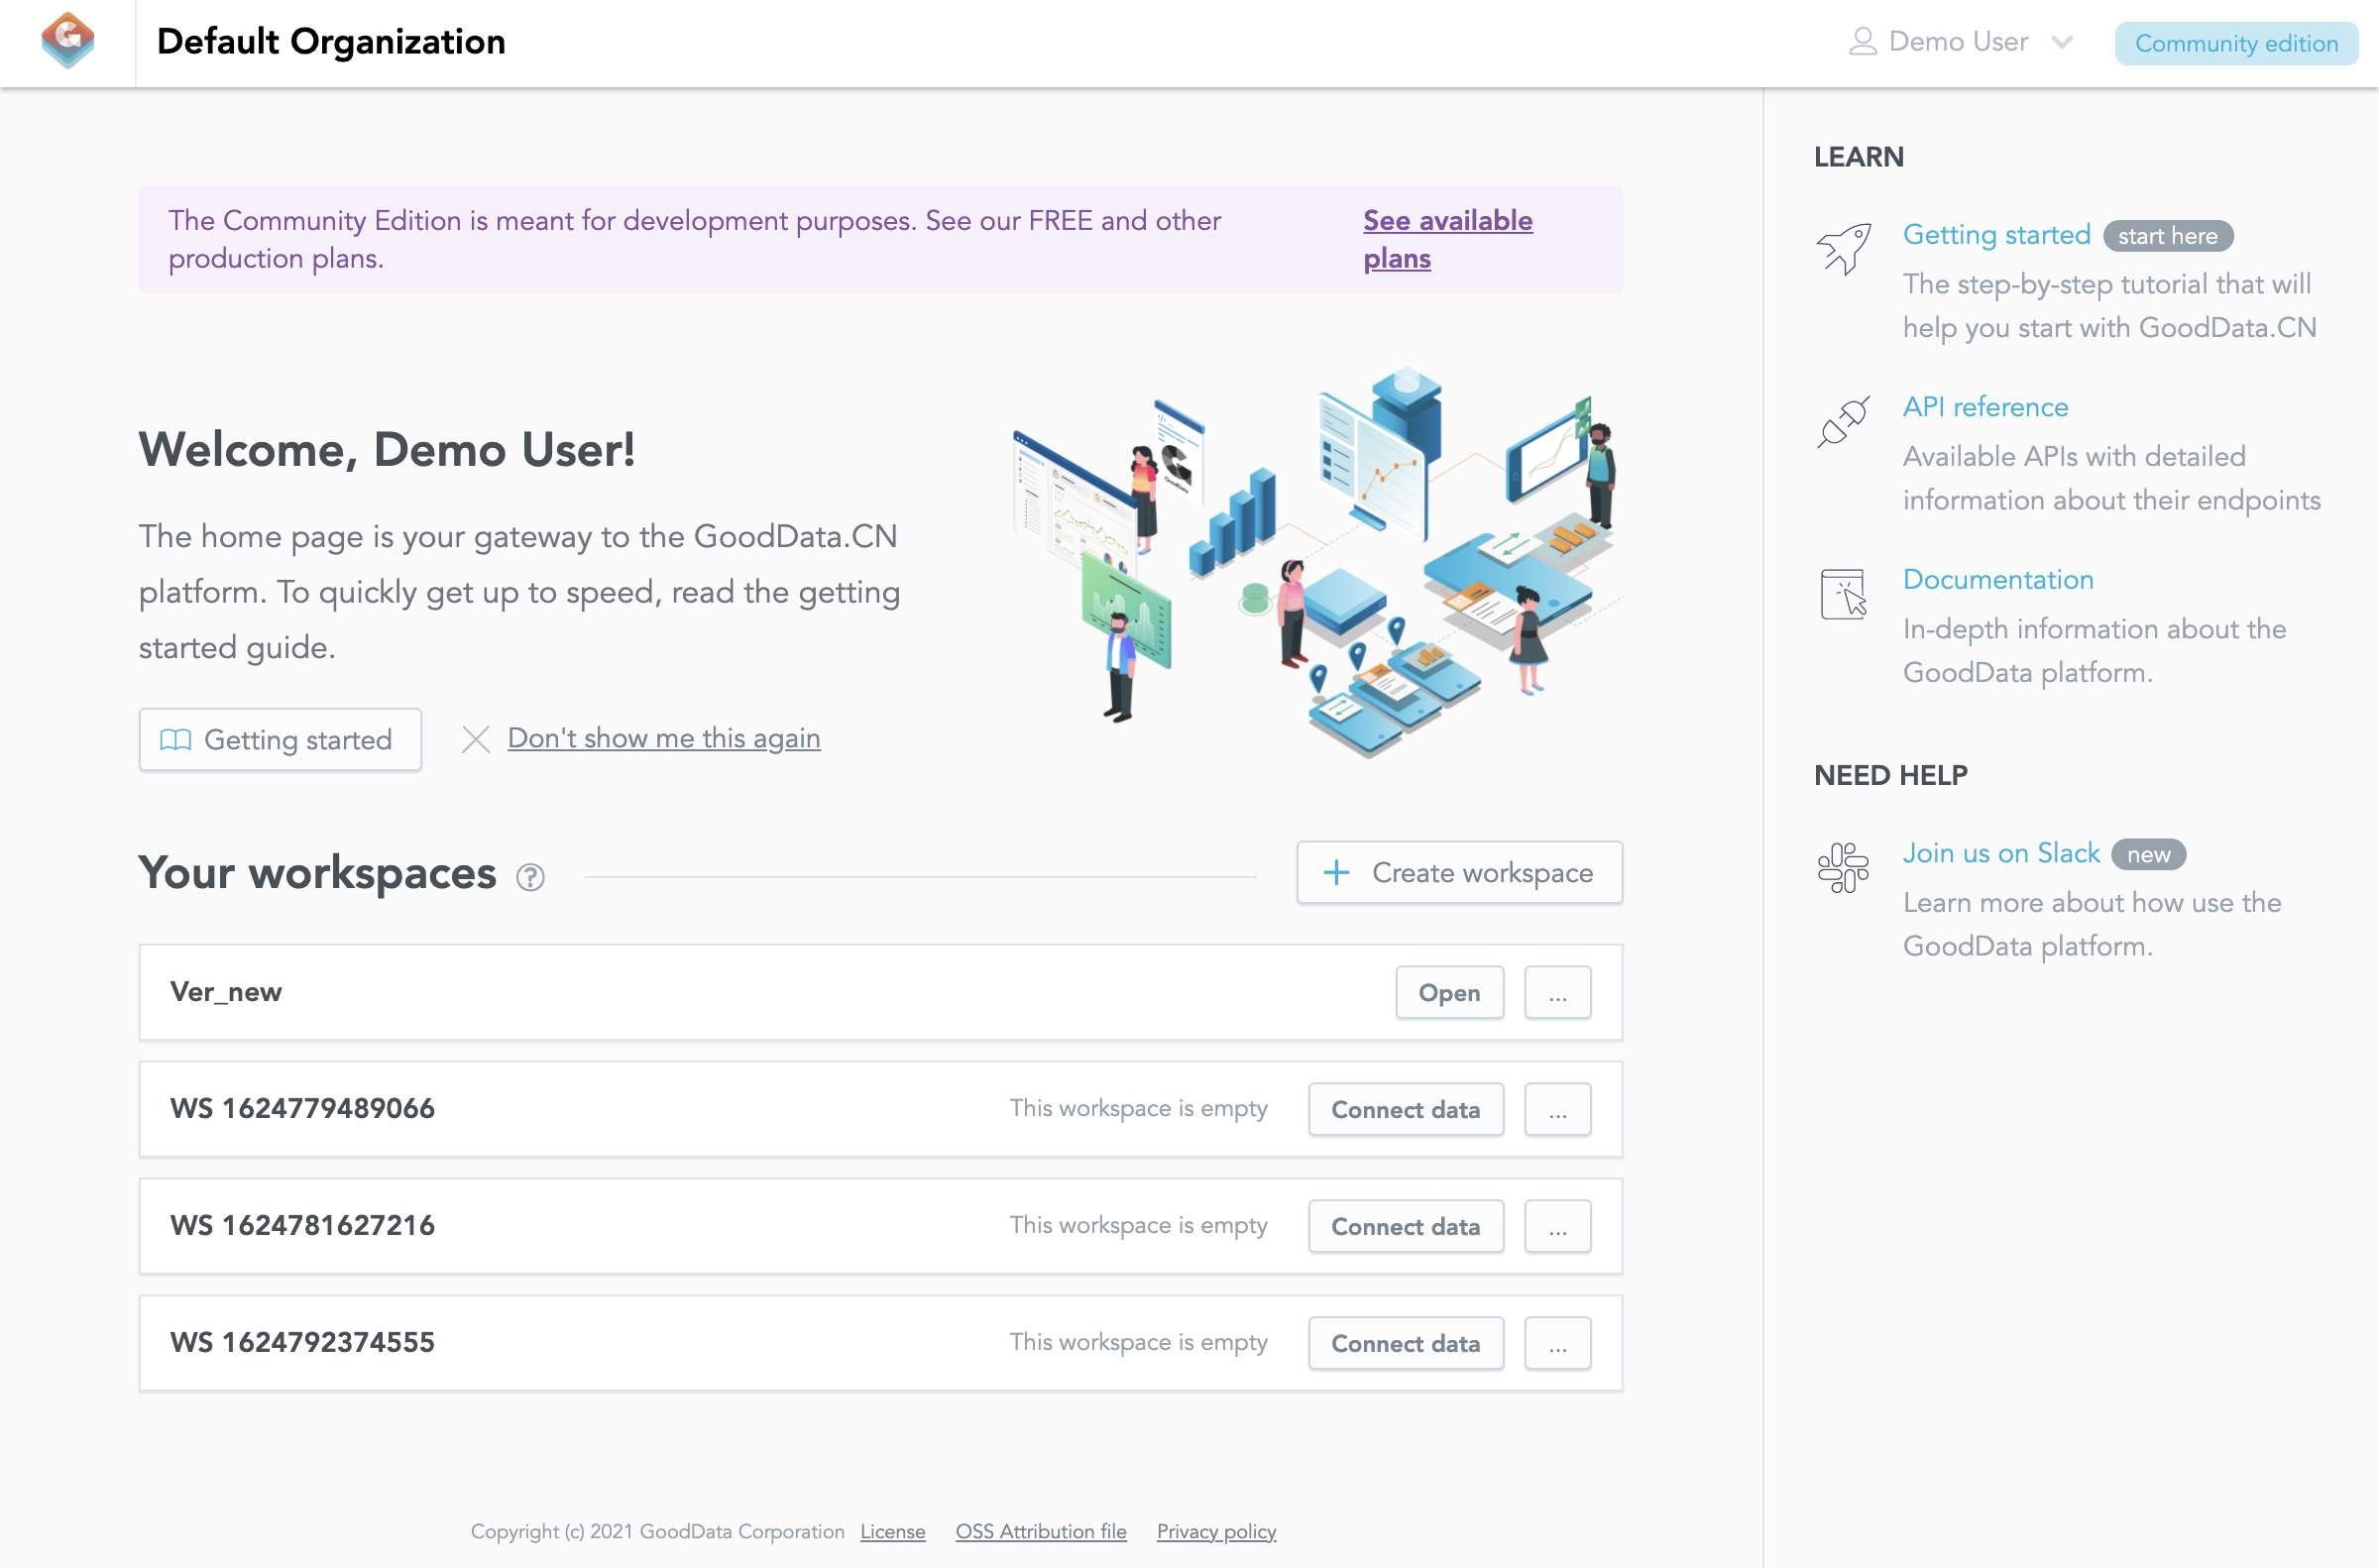 Default Organization
Demo User
Community edition
The Community Edition is meant for development purposes. See our FREE and other
production plans.
See available
plans
Welcome, Demo User!
The home page is your gateway to the GoodData.CN
platform. To quickly get up to speed, read the getting
started guide.
Getting started
Don't show me this again
Your workspaces ?
Create workspace
Ver_new
Open
...
WS 1624779489066
This workspace is empty
Connect data
...
WS 1624781627216
This workspace is empty
Connect data
...
WS 1624792374555
This workspace is empty
Connect data
...
LEARN
Getting started start here
The step-by-step tutorial that will
help you start with GoodData.CN
API reference
Available APIs with detailed
information about their endpoints
Documentation
In-depth information about the
GoodData platform.
NEED HELP
Join us on Slack new
Learn more about how use the
GoodData platform.
Copyright (c) 2021 GoodData Corporation License OSS Attribution file Privacy policy